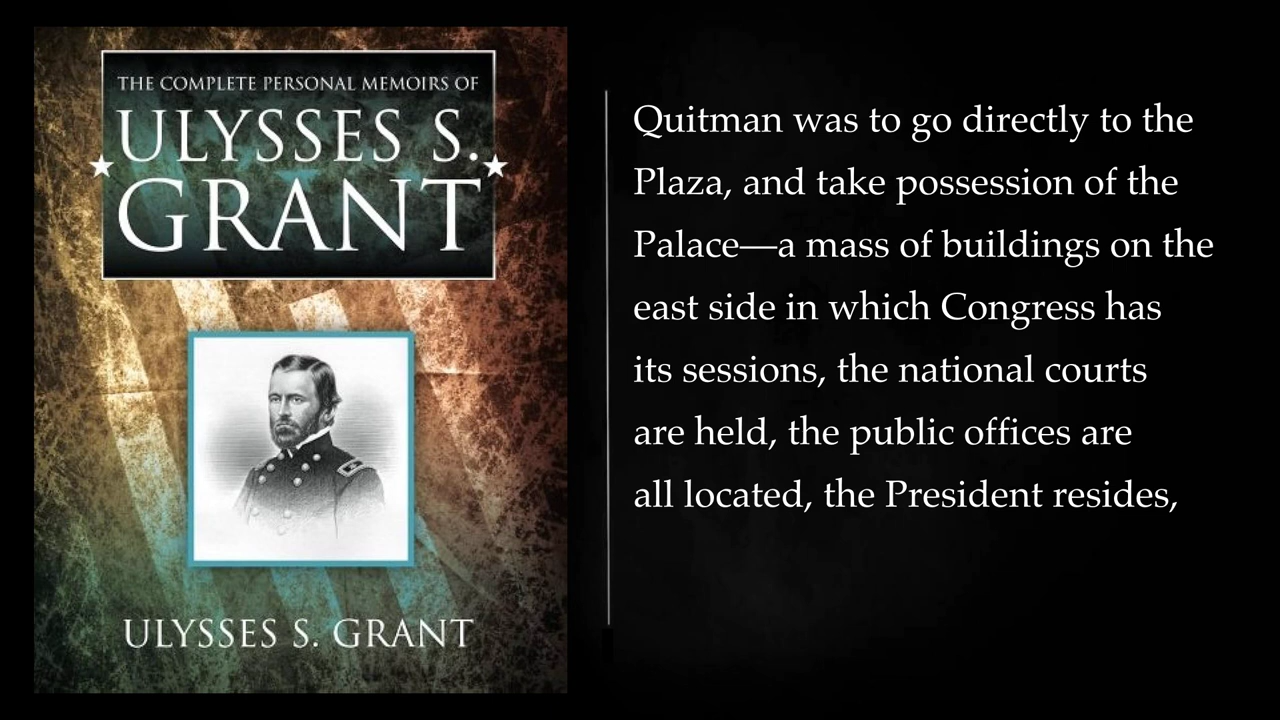 THE COMPLETE PERSONAL MEMOIRS OF
ULYSSES S.
GRANT
ULYSSES S. GRANT
Quitman was to go directly to the
Plaza, and take possession of the
Palace—a mass of buildings on the
east side in which Congress has
its sessions, the national courts
are held, the public offices are
all located, the President resides,